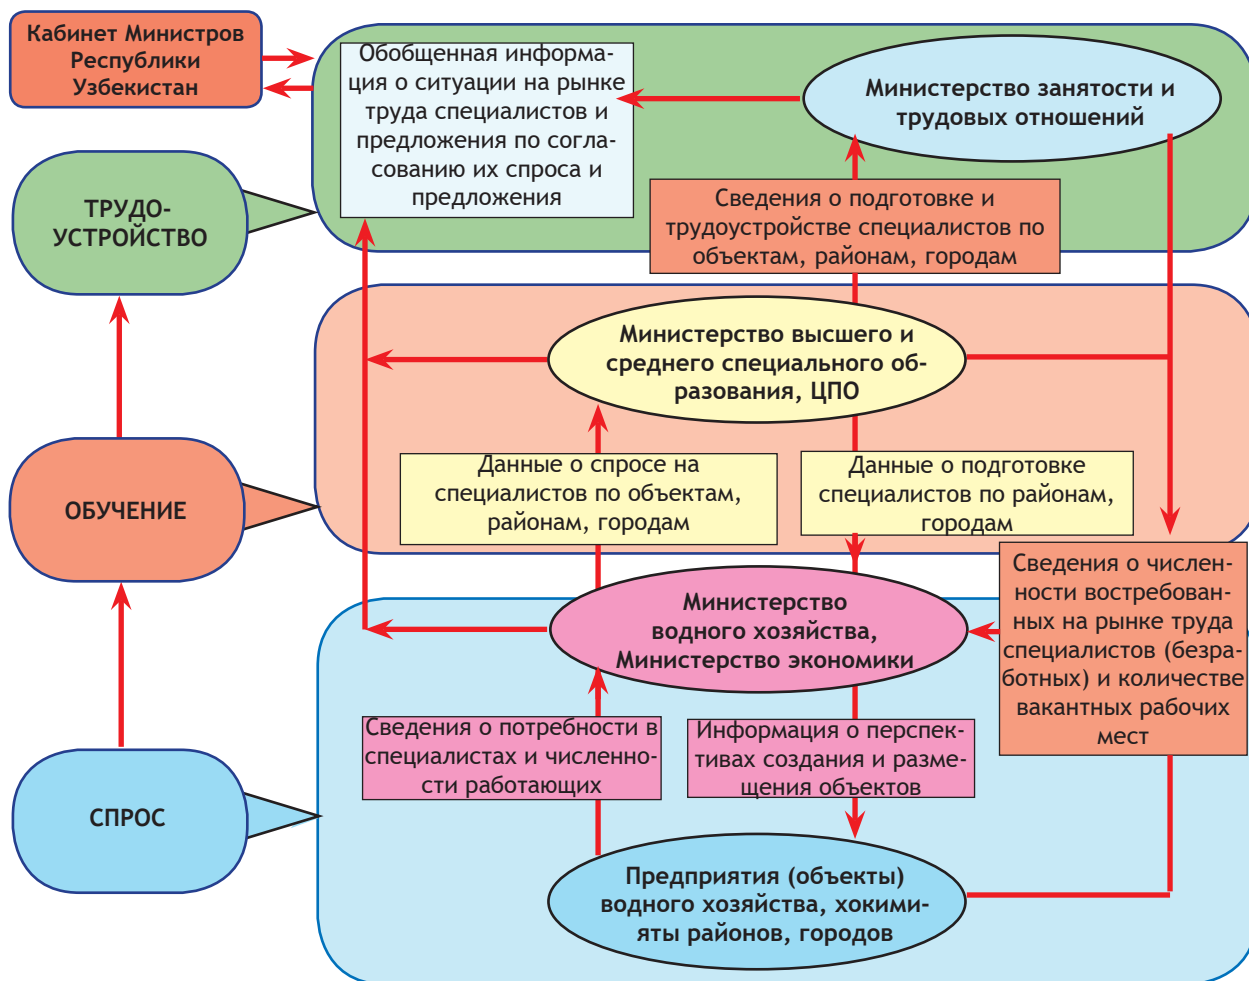 Кабинет Министров
Республики
Узбекистан
Обобщенная информа-
ция о ситуации на рынке
труда специалистов и
предложения по согла-
сованию их спроса и
предложения
Министерство занятости и
трудовых отношений
ТРУДО-
УСТРОЙСТВО
Сведения о подготовке и
трудоустройстве специалистов по
объектам, районам, городам
Министерство высшего и
среднего специального об-
разования, ЦПО
ОБУЧЕНИЕ
Данные о спросе на
специалистов по объектам,
районам, городам
Данные о подготовке
специалистов по районам,
городам
Министерство
водного хозяйства,
Министерство экономики
Сведения о числен-
ности востребован-
ных на рынке труда
специалистов (безра-
ботных) и количестве
вакантных рабочих
мест
СПРОС
Сведения о потребности в
специалистах и численно-
сти работающих
Информация о перспек-
тивах создания и разме-
щения объектов
Предприятия (объекты)
водного хозяйства, хокими-
яты районов, городов